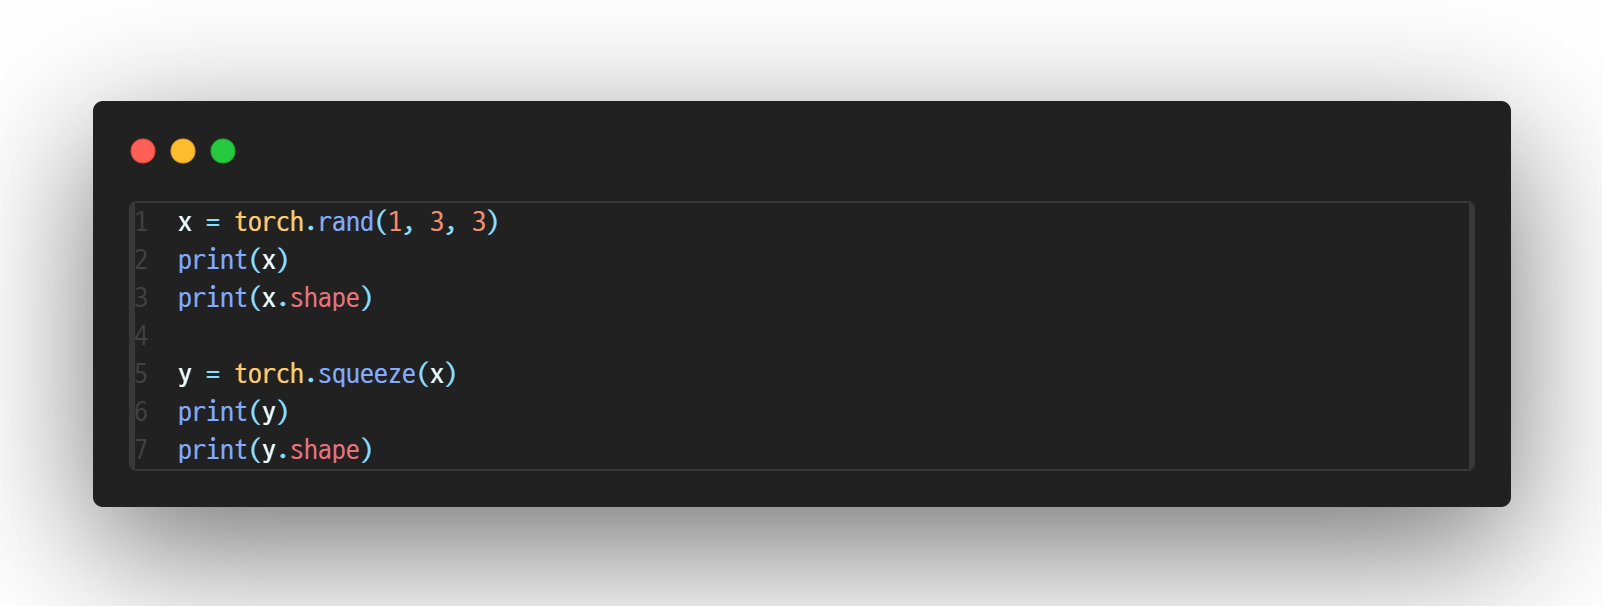 1 x = torch.rand(1, 3, 3)
2 print(x)
3 print(x.shape)
4
5 y = torch.squeeze(x)
6 print(y)
7 print(y.shape)